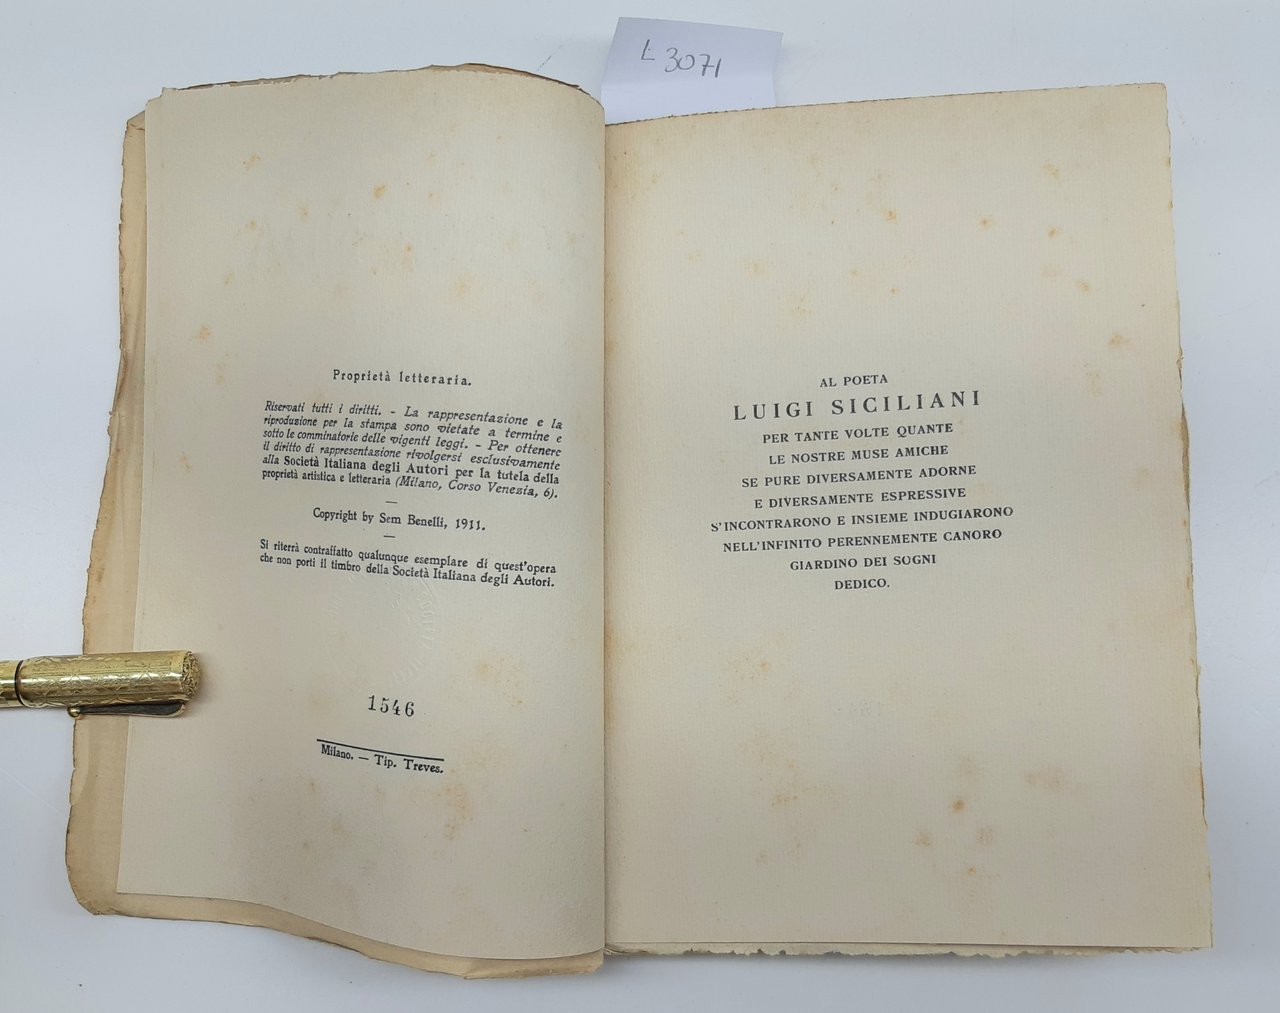 L 3071
Proprietà letteraria.
Riservati tutti i diritti. - La rappresentazione e la
riproduzione per la stampa sono vietate a termine e
sotto le comminatorie delle vigenti leggi. - Per ottenere
il diritto di rappresentazione rivolgersi esclusivamente
alla Società Italiana degli Autori per la tutela della
proprietà artistica e letteraria (Milano, Corso Venezia, 6).
Copyright by Sem Benelli, 1911.
Si riterrà contraffatto qualunque esemplare di quest'opera
che non porti il timbro della Società Italiana degli Autori.
1546
Milano. — Tip. Treves.
AL POETA
LUIGI SICILIANI
PER TANTE VOLTE QUANTE
LE NOSTRE MUSE AMICHE
SE PURE DIVERSAMENTE ADORNE
E DIVERSAMENTE ESPRESSIVE
S'INCONTRARONO E INSIEME INDUGIARONO
NELL'INFINITO PERENNEMENTE CANORO
GIARDINO DEI SOGNI
DEDICO.